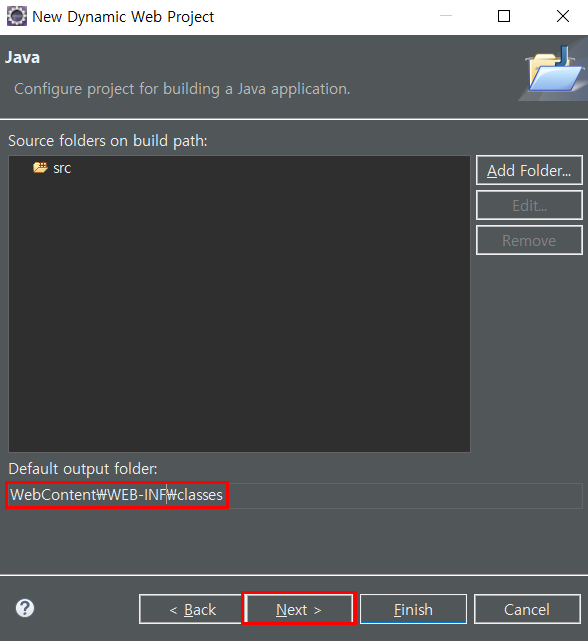 New Dynamic Web Project
Java
Configure project for building a Java application.
Source folders on build path:
src
Add Folder...
Edit...
Remove
Default output folder:
WebContent₩WEB-INF₩classes
< Back
Next >
Finish
Cancel